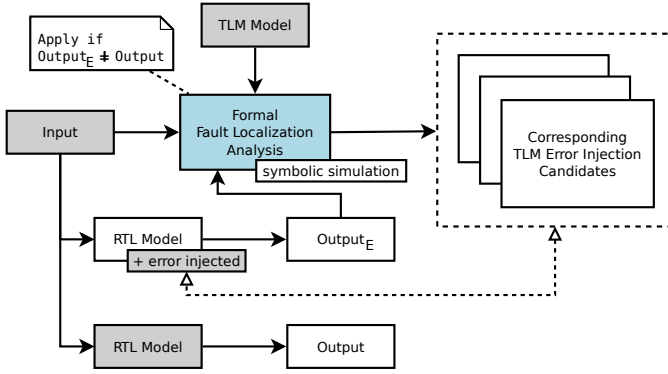 Apply if
Output_E ≠ Output
TLM Model
Input
Formal
Fault Localization
Analysis
symbolic simulation
Corresponding
TLM Error Injection
Candidates
RTL Model
+ error injected
Output_E
RTL Model
Output